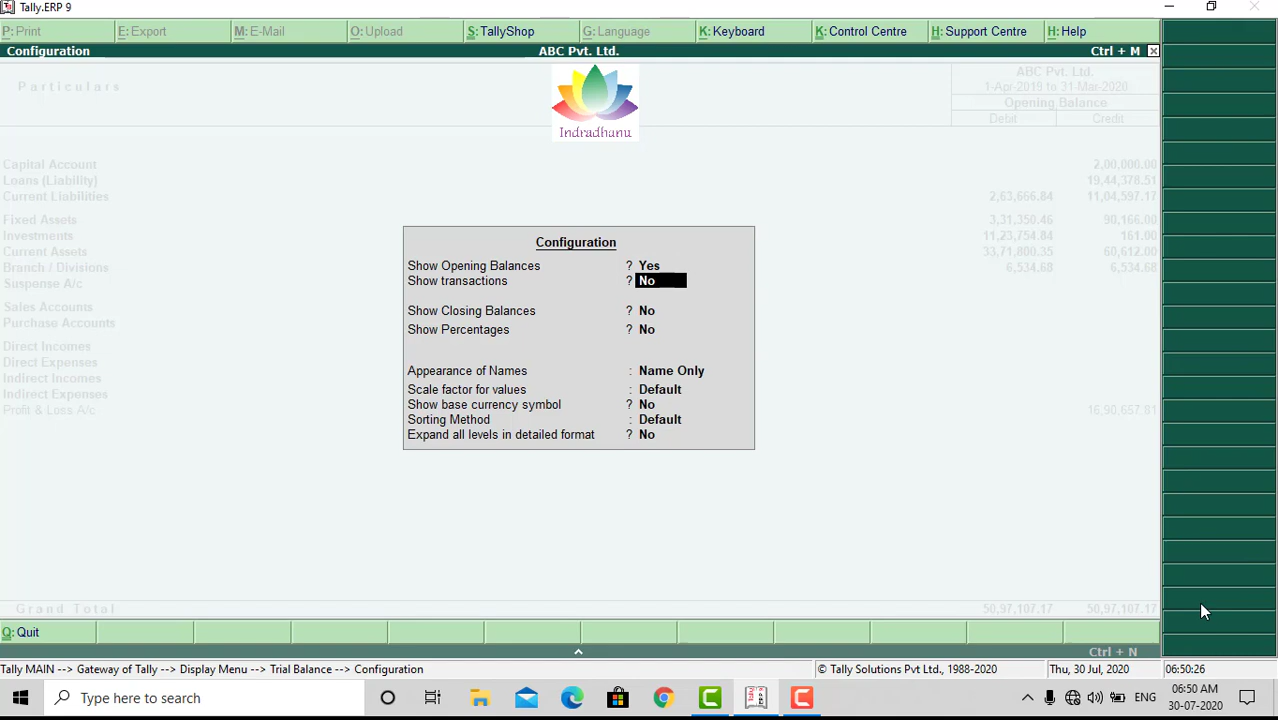 Tally.ERP 9
P: Print
E: Export
M: E-Mail
O: Upload
S: TallyShop
G: Language
K: Keyboard
K: Control Centre
H: Support Centre
H: Help
Configuration
ABC Pvt. Ltd.
Ctrl + M
Particulars
ABC Pvt. Ltd.
1-Apr-2019 to 31-Mar-2020
Opening Balance
Debit Credit
Indradhanu
Capital Account 2,00,000.00
Loans (Liability) 19,44,378.51
Current Liabilities 2,63,666.84 11,04,597.17
Fixed Assets 3,31,350.46 90,166.00
Investments 11,23,754.84 161.00
Current Assets 33,71,800.35 60,612.00
Branch / Divisions 6,534.68 6,534.68
Suspense A/c
Sales Accounts
Purchase Accounts
Direct Incomes
Direct Expenses
Indirect Incomes
Indirect Expenses
Profit & Loss A/c 16,90,657.81
Configuration
Show Opening Balances ? Yes
Show transactions ? No
Show Closing Balances ? No
Show Percentages ? No
Appearance of Names : Name Only
Scale factor for values : Default
Show base currency symbol ? No
Sorting Method : Default
Expand all levels in detailed format ? No
Grand Total 50,97,107.17 50,97,107.17
Q: Quit
Ctrl + N
Tally MAIN --> Gateway of Tally --> Display Menu --> Trial Balance --> Configuration
© Tally Solutions Pvt Ltd., 1988-2020
Thu, 30 Jul, 2020
06:50:26
Type here to search
ENG
06:50 AM
30-07-2020